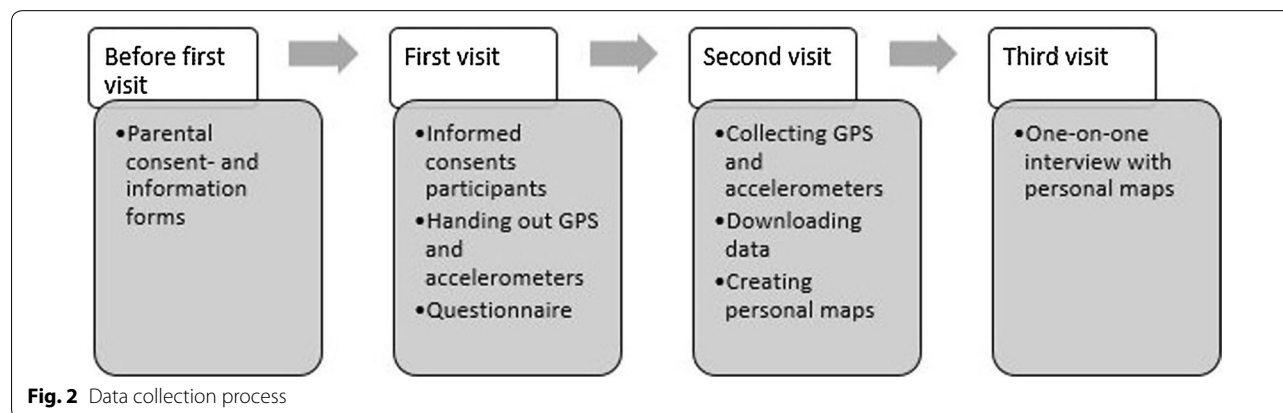 Before first
visit
•Parental
consent- and
information
forms
First visit
•Informed
consents
participants
•Handing out GPS
and
accelerometers
•Questionnaire
Second visit
•Collecting GPS
and
accelerometers
•Downloading
data
•Creating
personal maps
Third visit
•One-on-one
interview with
personal maps
Fig. 2 Data collection process